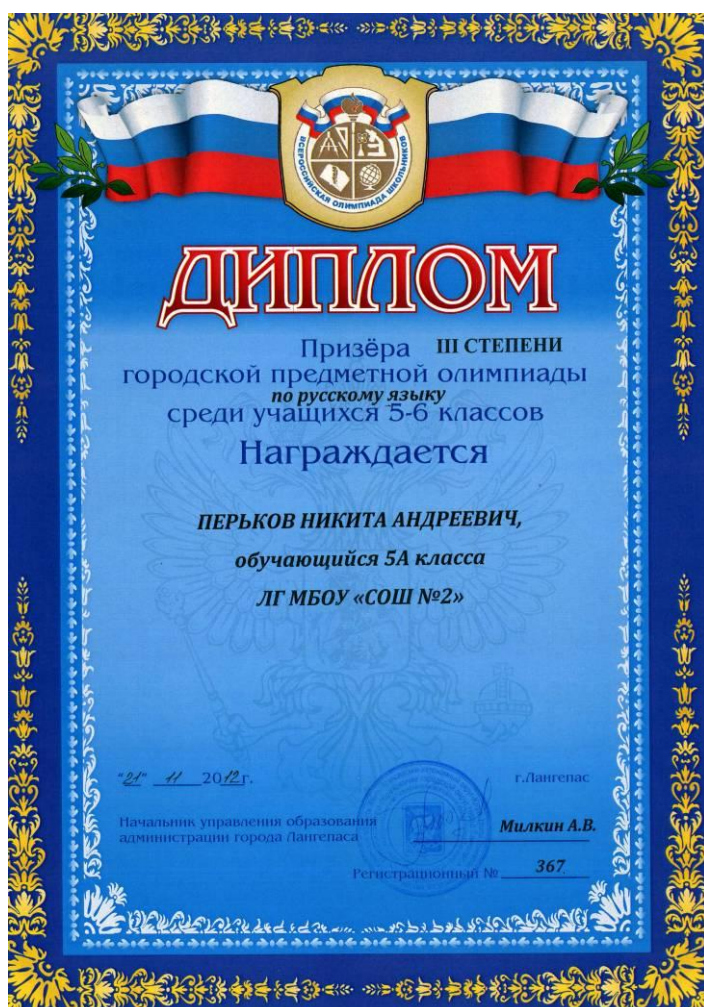 ВСЕРОССИЙСКАЯ ОЛИМПИАДА ШКОЛЬНИКОВ
ДИПЛОМ
Призёра III СТЕПЕНИ
городской предметной олимпиады
по русскому языку
среди учащихся 5-6 классов
Награждается
ПЕРЬКОВ НИКИТА АНДРЕЕВИЧ,
обучающийся 5А класса
ЛГ МБОУ «СОШ №2»
"21" 11 2012г.
г.Лангепас
Начальник управления образования
администрации города Лангепаса
Милкин А.В.
Регистрационный № 367